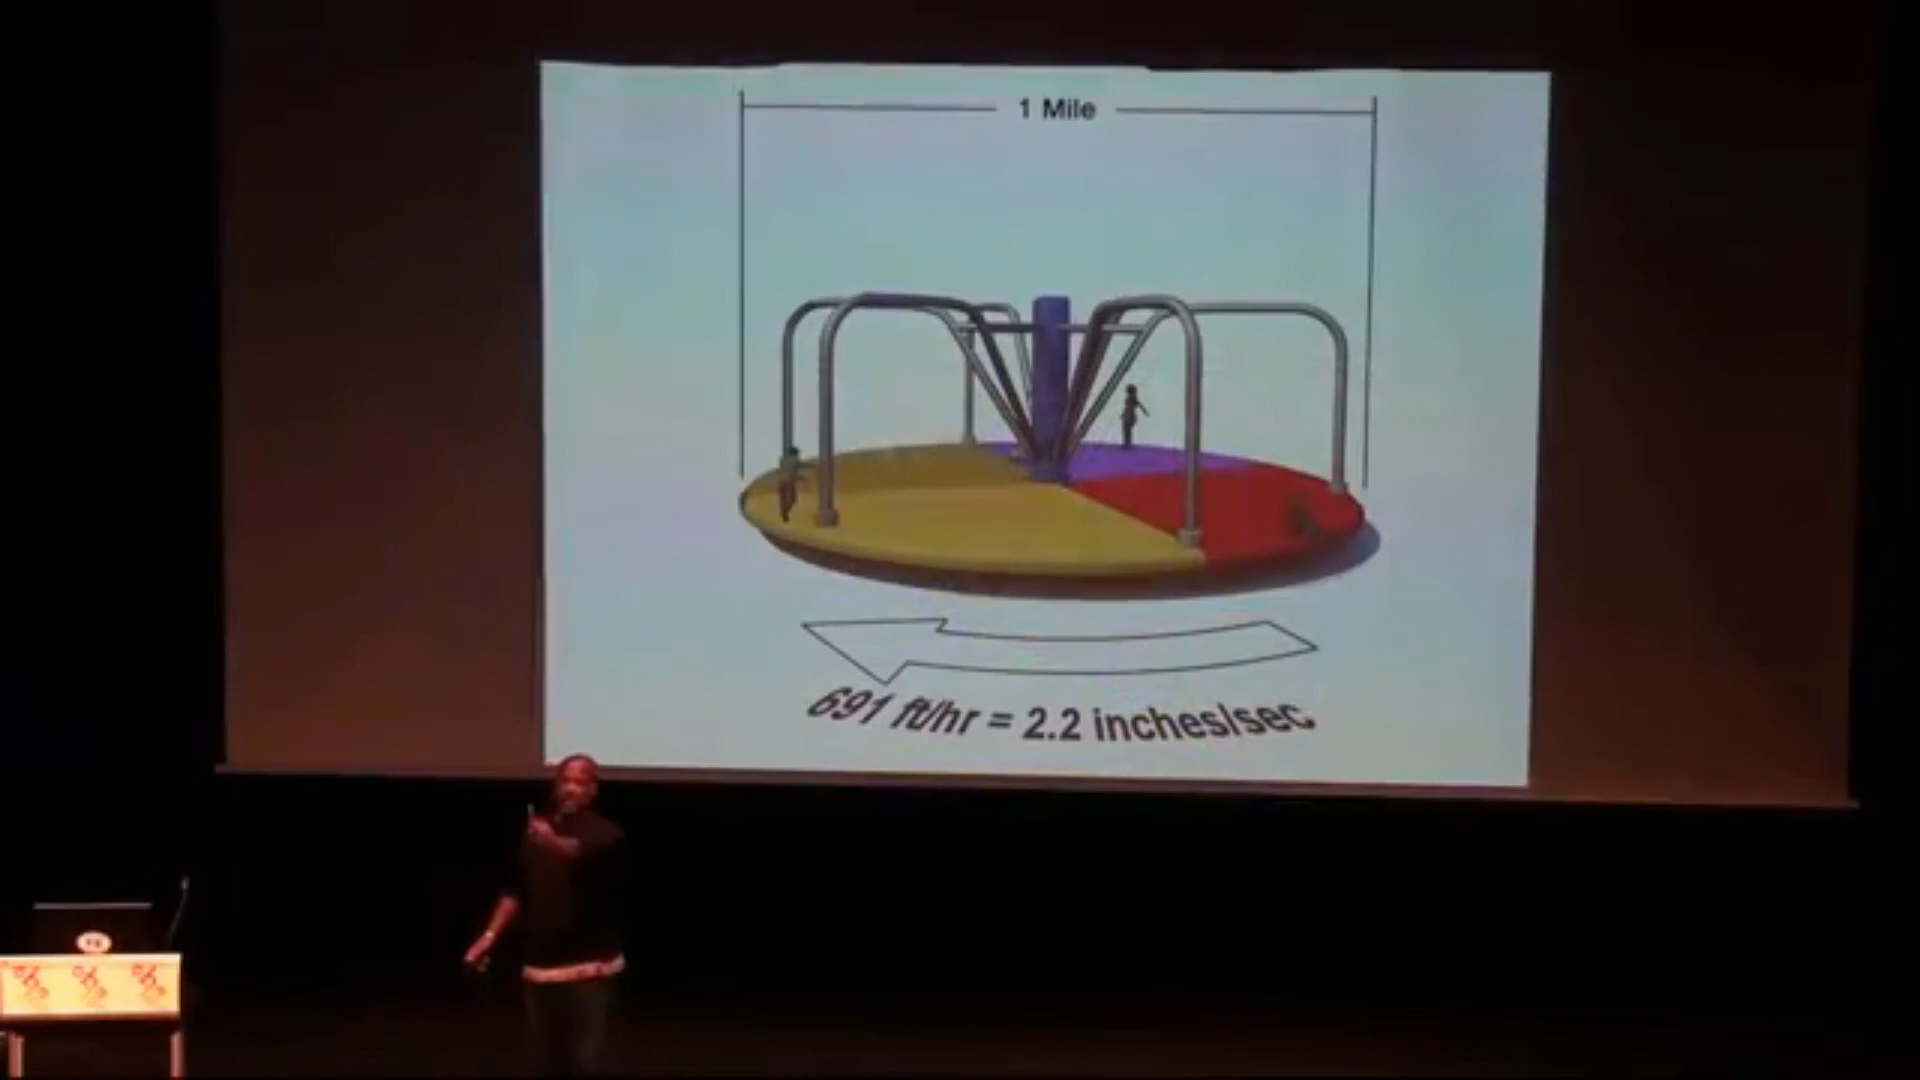 1 Mile
691 ft/hr = 2.2 inches/sec